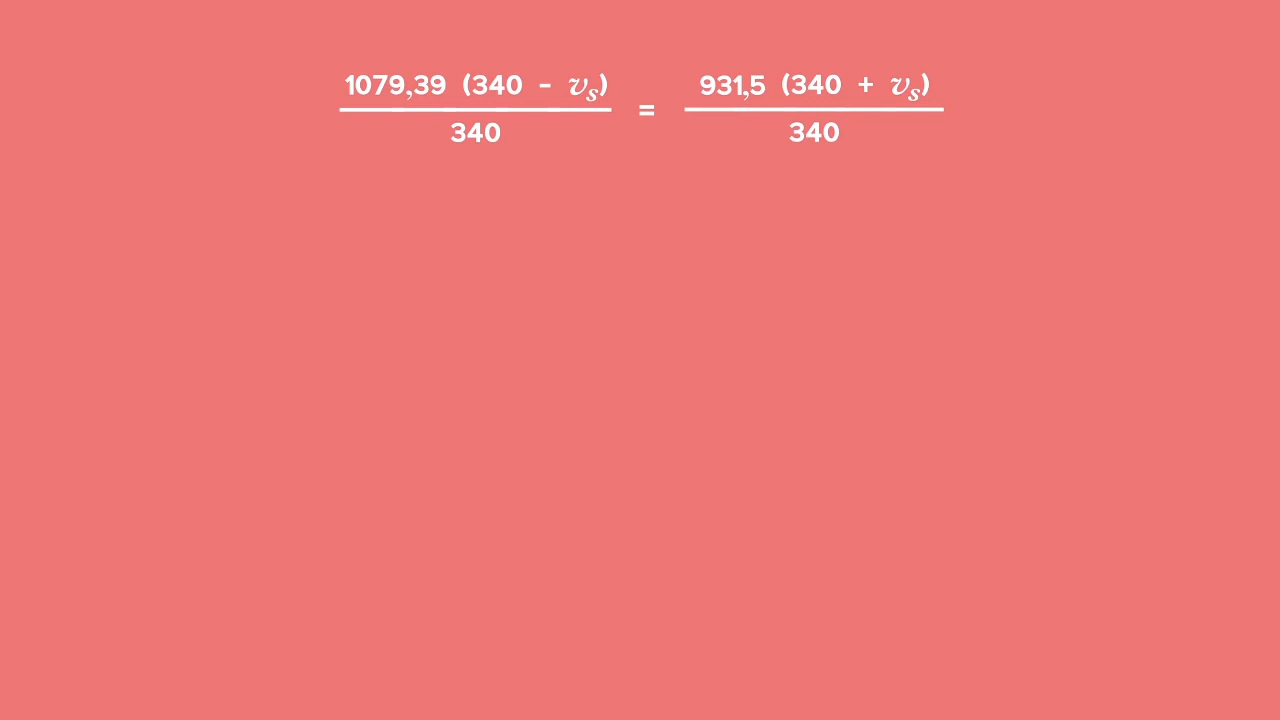 1079,39 (340 - vₛ) = 931,5 (340 + vₛ)
340 340